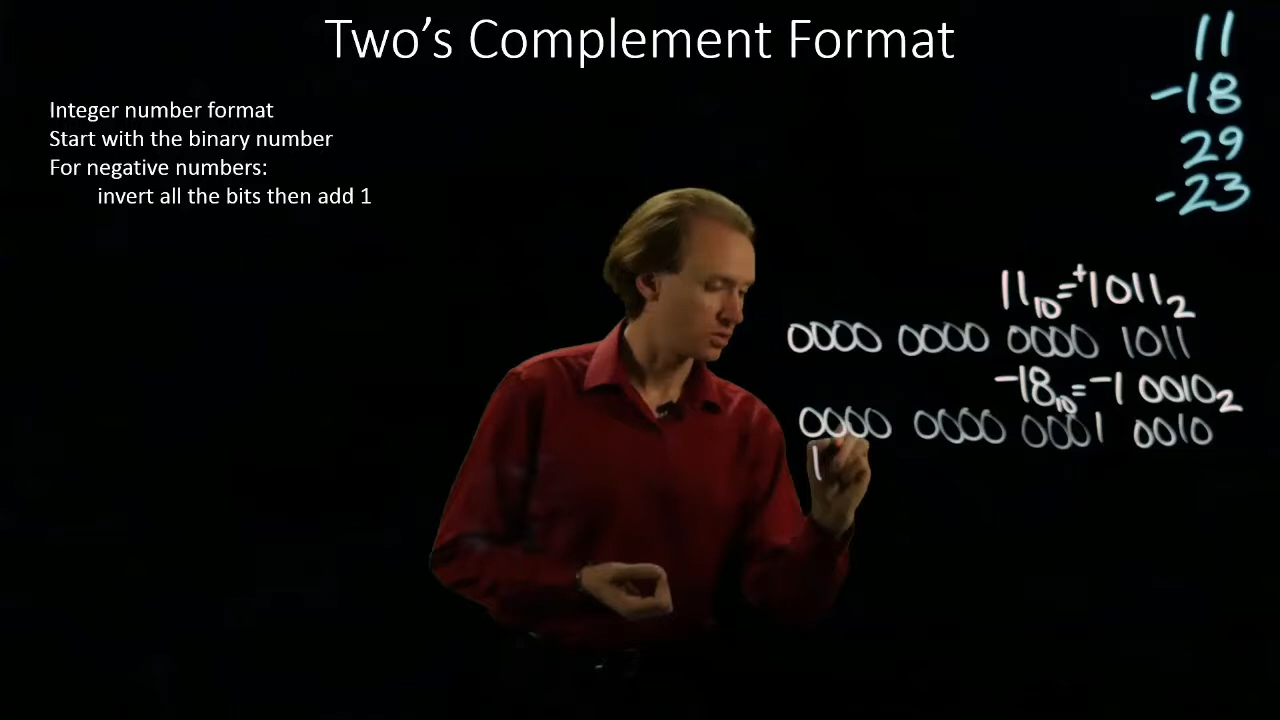 Two's Complement Format
Integer number format
Start with the binary number
For negative numbers:
invert all the bits then add 1
11
-18
29
-23
11₁₀=+1011₂
0000 0000 0000 1011
-18₁₀=-1 0010₂
0000 0000 0001 0010
1